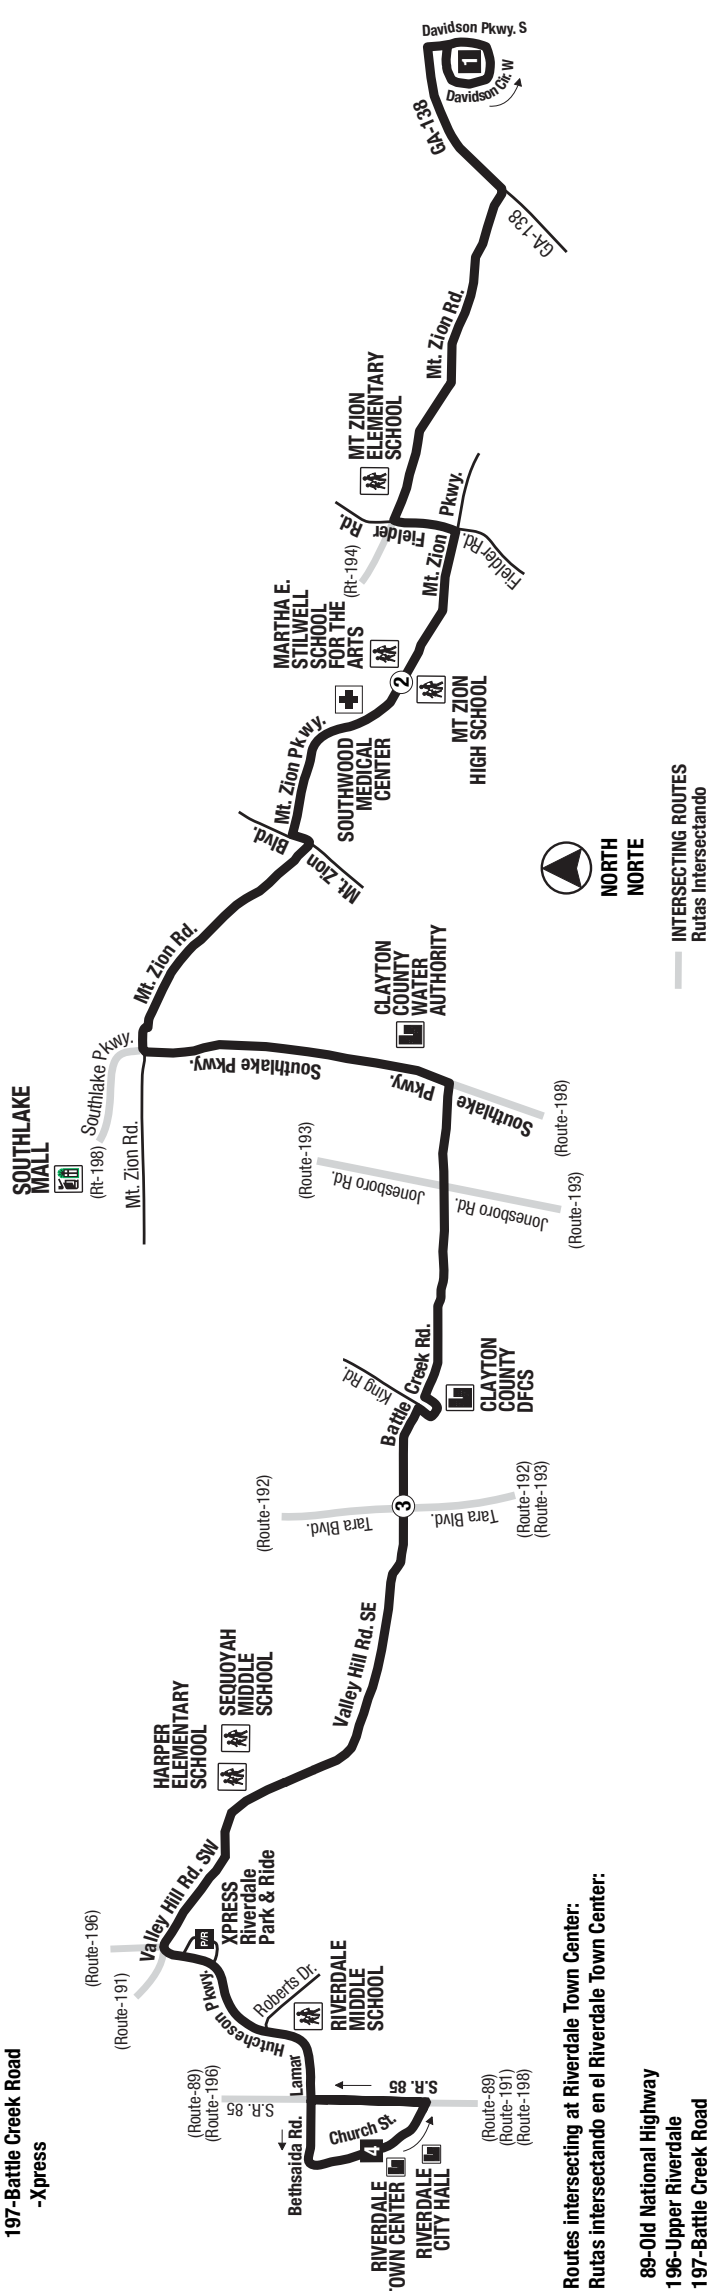 197-Battle Creek Road
-Xpress
Davidson Pkwy. S
1
Davidson Cir. W
GA-138
GA-138
Mt. Zion Rd.
MT ZION
ELEMENTARY
SCHOOL
Fielder
Rd.
(Rt-194)
Mt. Zion
Pkwy.
Fielder Rd.
MARTHA E.
STILWELL
SCHOOL
FOR THE
ARTS
2
MT ZION
HIGH SCHOOL
SOUTHWOOD
MEDICAL
CENTER
Mt. Zion Pkwy.
Blvd.
Mt. Zion
NORTH
NORTE
INTERSECTING ROUTES
Rutas Intersectando
Mt. Zion Rd.
Southlake Pkwy.
SOUTHLAKE
MALL
(Rt-198)
Mt. Zion Rd.
Southlake Pkwy.
CLAYTON
COUNTY
WATER
AUTHORITY
Pkwy.
Southlake
(Route-198)
(Route-193)
Jonesboro Rd.
Jonesboro Rd.
(Route-193)
King Rd.
Battle Creek Rd.
CLAYTON
COUNTY
DFCS
(Route-192)
Tara Blvd.
3
Tara Blvd.
(Route-192)
(Route-193)
Valley Hill Rd. SE
SEQUOYAH
MIDDLE
SCHOOL
HARPER
ELEMENTARY
SCHOOL
Valley Hill Rd. SW
(Route-196)
(Route-191)
P/R
XPRESS
Riverdale
Park & Ride
Hutcheson Pkwy.
Roberts Dr.
RIVERDALE
MIDDLE
SCHOOL
Lamar
(Route-89)
(Route-196)
S.R. 85
S.R. 85
(Route-89)
(Route-191)
(Route-198)
Bethsaida Rd.
Church St.
4
RIVERDALE
TOWN CENTER
RIVERDALE
CITY HALL
Routes intersecting at Riverdale Town Center:
Rutas intersectando en el Riverdale Town Center:
89-Old National Highway
196-Upper Riverdale
197-Battle Creek Road